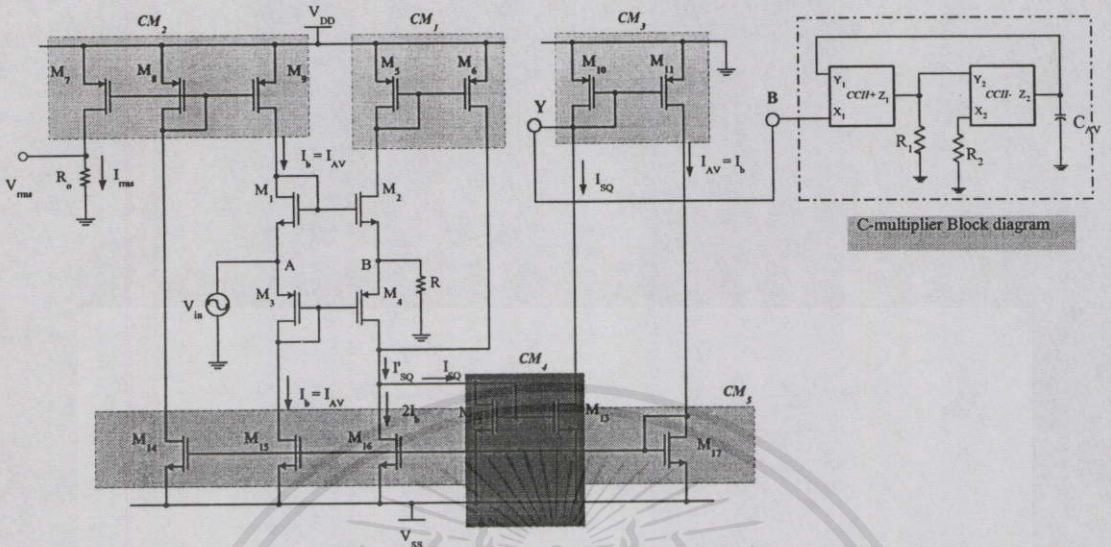 CM2
VDD
CM1
CM3
M7
M8
M9
M5
M6
M10
M11
Y
B
Y1
CCII+ Z1
X1
Y2
CCII- Z2
X2
R1
R2
CAV
Vrms
Ro
Irms
Ib = IAV
M1
M2
ISQ
IAV = Ib
C-multiplier Block diagram
A
B
M3
M4
R
Vin
Ib = IAV
I'SQ
ISQ
CM4
CM5
2Ib
M13
M14
M15
M16
M17
VSS